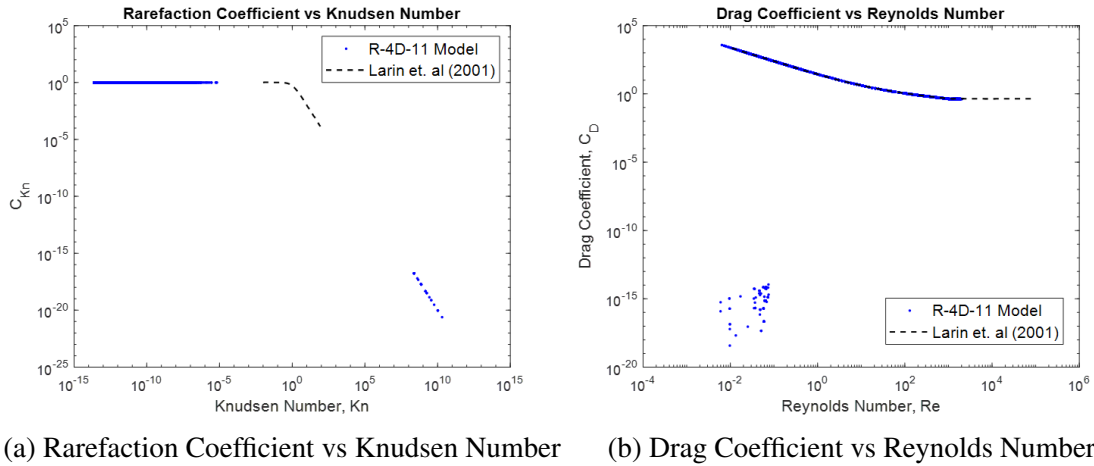 Rarefaction Coefficient vs Knudsen Number
10^5
10^0
10^-5
10^-10
10^-15
10^-20
10^-25
C_Kn
R-4D-11 Model
Larin et. al (2001)
10^-15
10^-10
10^-5
10^0
10^5
10^10
10^15
Knudsen Number, Kn
Drag Coefficient vs Reynolds Number
10^5
10^0
10^-5
10^-10
10^-15
10^-20
Drag Coefficient, C_D
R-4D-11 Model
Larin et. al (2001)
10^-4
10^-2
10^0
10^2
10^4
10^6
Reynolds Number, Re
(a) Rarefaction Coefficient vs Knudsen Number
(b) Drag Coefficient vs Reynolds Number